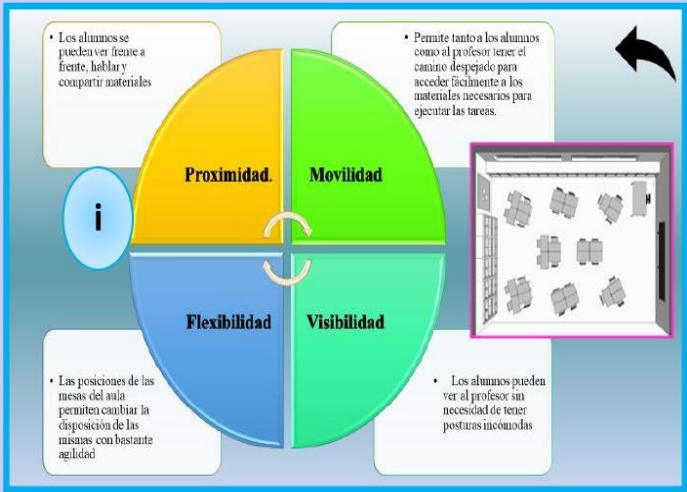 • Los alumnos se
pueden ver frente a
frente, hablar y
compartir materiales
• Permite tanto a los alumnos
como al profesor tener el
camino despejado para
acceder fácilmente a los
materiales necesarios para
ejecutar las tareas.
Proximidad.
Movilidad
i
Flexibilidad
Visibilidad
• Las posiciones de las
mesas del aula
permiten cambiar la
disposición de las
mismas con bastante
agilidad
• Los alumnos pueden
ver al profesor sin
necesidad de tener
posturas incómodas